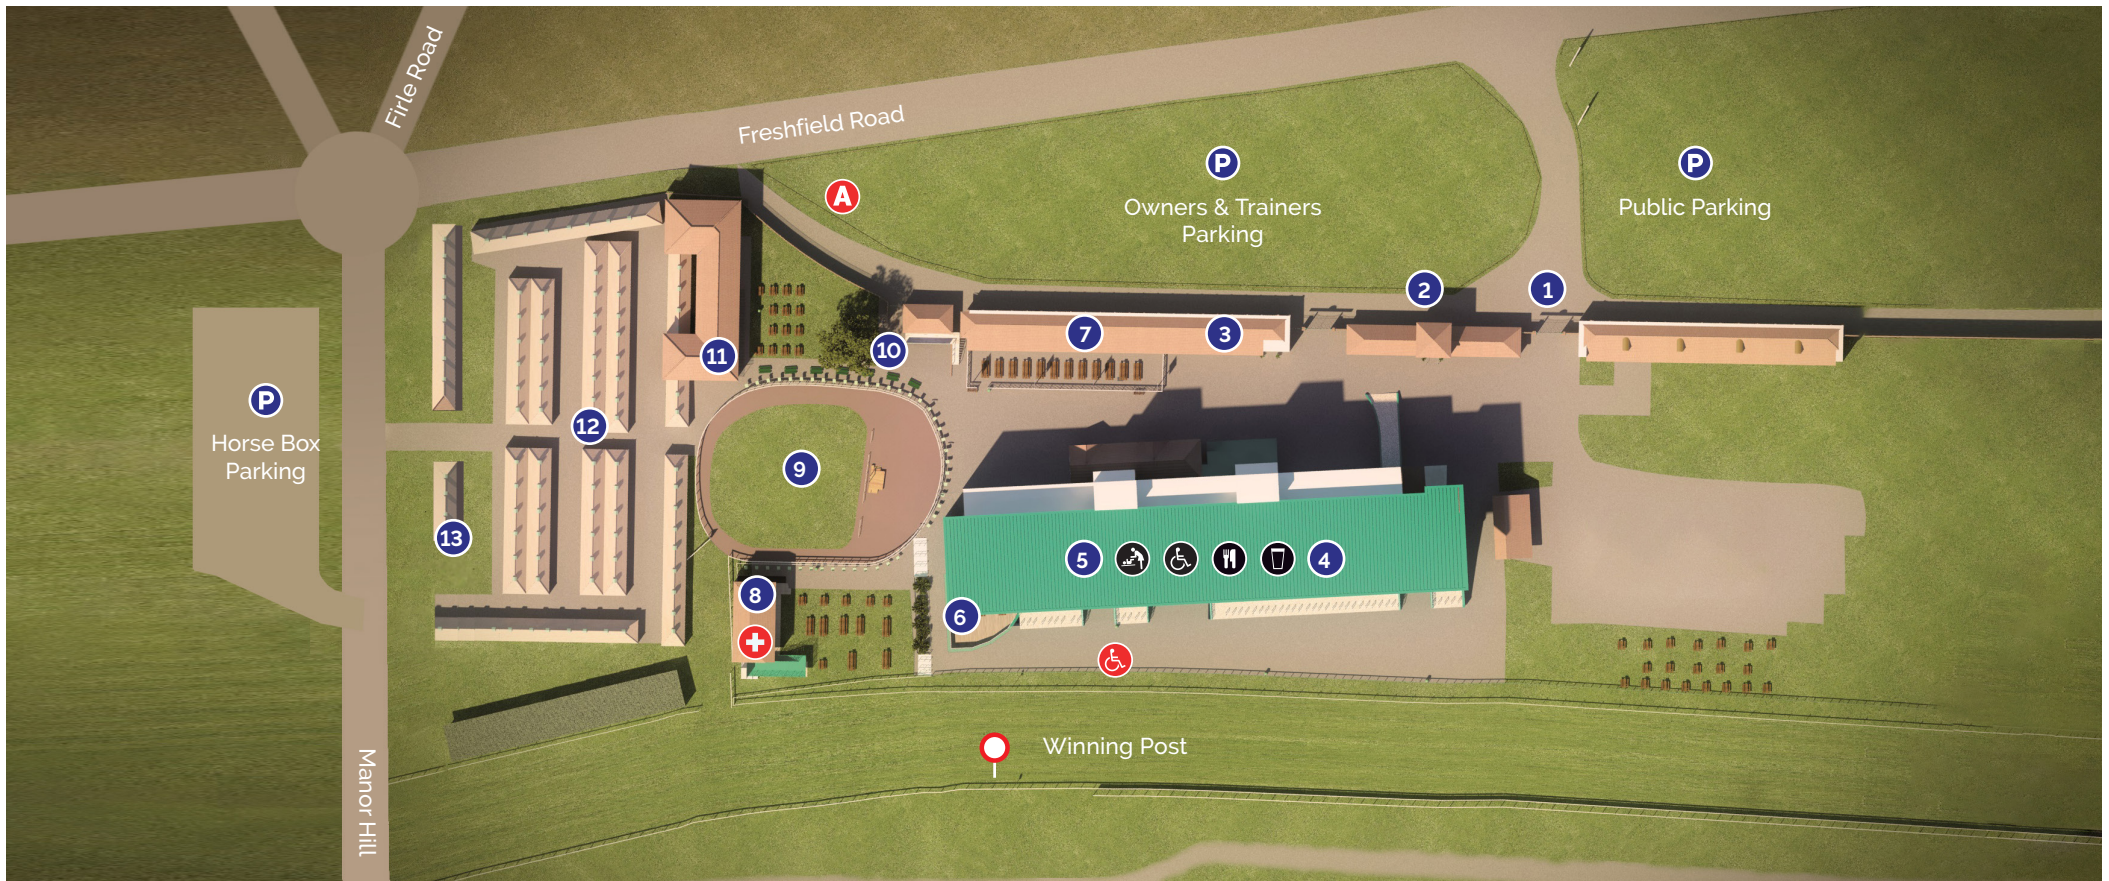 Firle Road
Freshfield Road
A
P
Owners & Trainers
Parking
P
Public Parking
2
1
7
3
10
11
P
Horse Box
Parking
12
9
13
5
4
8
6
Winning Post
Manor Hill